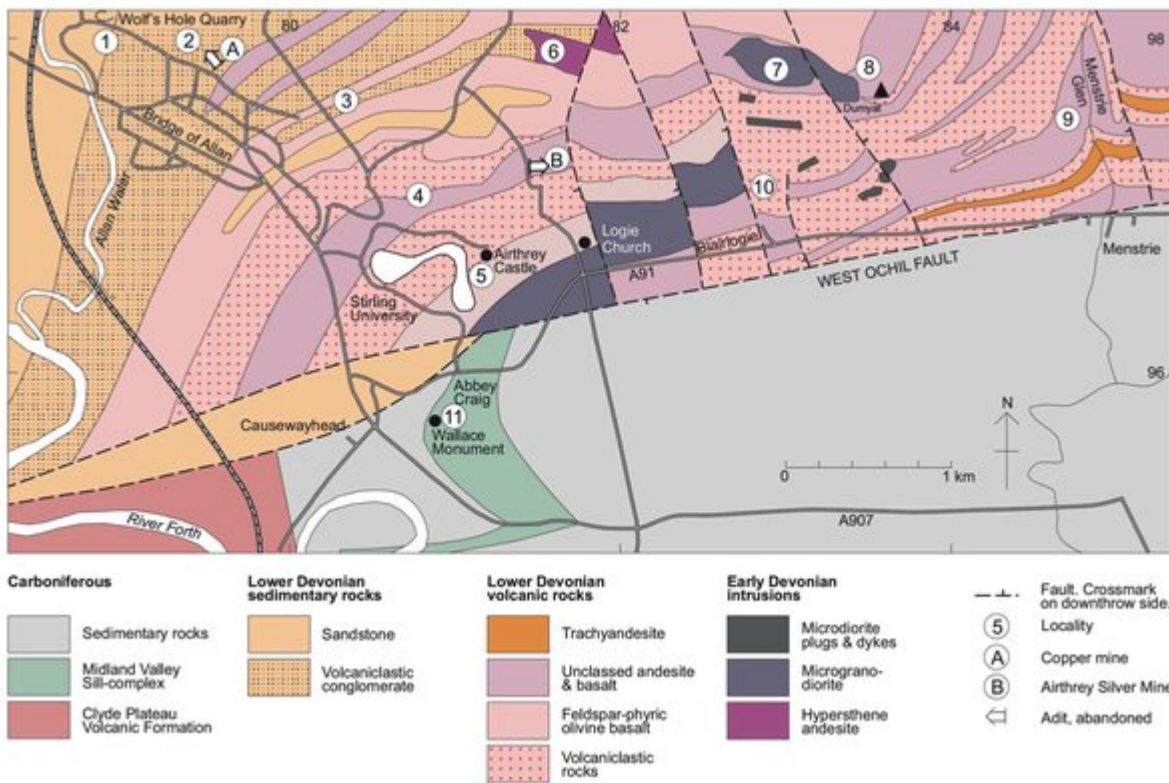 Wolf's Hole Quarry
80
82
84
98
1
2
A
6
7
8
Dumyat
Menstrie
Glen
3
9
Bridge of Allan
Allan Water
B
4
10
Logie
Church
Airthrey
Castle
5
Blairlogie
A91
Menstrie
WEST OCHIL FAULT
Stirling
University
96
Abbey
Craig
N
Causewayhead
11
Wallace
Monument
0
1 km
River Forth
A907
Carboniferous
Sedimentary rocks
Midland Valley
Sill-complex
Clyde Plateau
Volcanic Formation
Lower Devonian
sedimentary rocks
Sandstone
Volcaniclastic
conglomerate
Lower Devonian
volcanic rocks
Trachyandesite
Unclassed andesite
& basalt
Feldspar-phyric
olivine basalt
Volcaniclastic
rocks
Early Devonian
intrusions
Microdiorite
plugs & dykes
Micrograno-
diorite
Hypersthene
andesite
Fault. Crossmark
on downthrow side.
5 Locality
A Copper mine
B Airthrey Silver Mine
Adit, abandoned